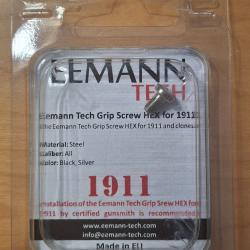 EEMANN
TECH
Eemann Tech Grip Screw HEX for 1911
the Eemann Tech Grip Screw HEX for 1911 and clones
Material: Steel
Caliber: All
Color: Black, Silver
1911
Installation of the Eemann Tech Grip Screw HEX for
1911 by certified gunsmith is recommended
www.eemann-tech.com
info@eemann-tech.com
Made in EU